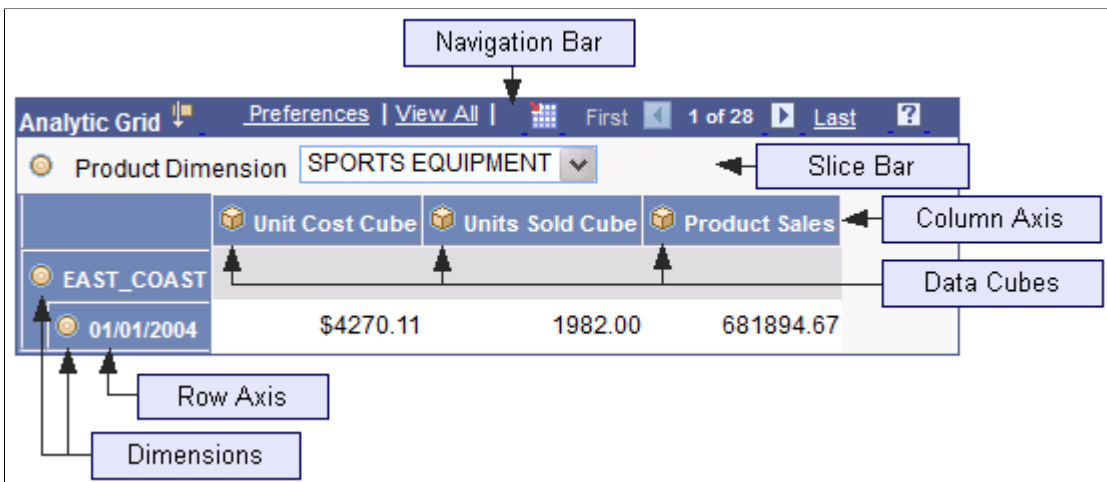 Navigation Bar
Analytic Grid Preferences | View All | First 1 of 28 Last ?
Product Dimension SPORTS EQUIPMENT
Slice Bar
Unit Cost Cube Units Sold Cube Product Sales
Column Axis
EAST_COAST
Data Cubes
01/01/2004 $4270.11 1982.00 681894.67
Row Axis
Dimensions